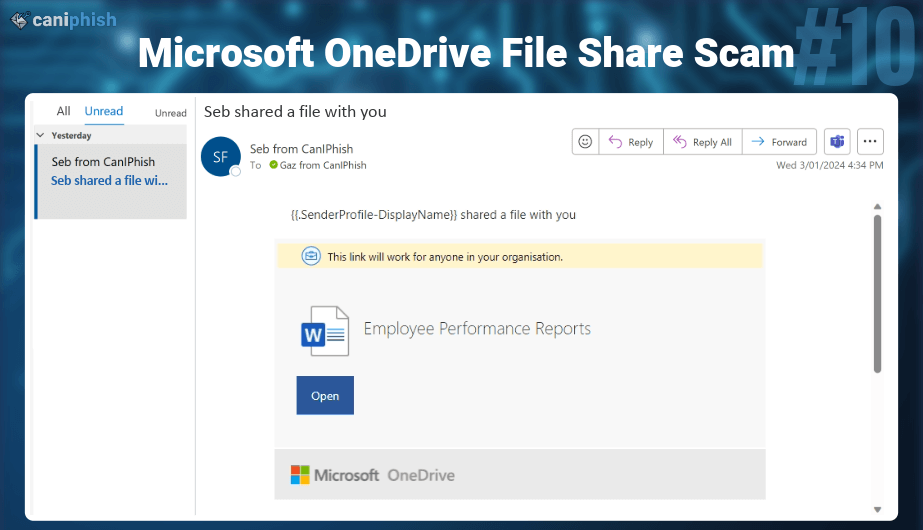 caniphish
#10
Microsoft OneDrive File Share Scam
All Unread Unread
Yesterday
Seb from CanIPhish
Seb shared a file wi...
Seb shared a file with you
SF
Seb from CanIPhish
To Gaz from CanIPhish
Reply Reply All Forward
Wed 3/01/2024 4:34 PM
{{.SenderProfile-DisplayName}} shared a file with you
This link will work for anyone in your organisation.
W
Employee Performance Reports
Open
Microsoft OneDrive